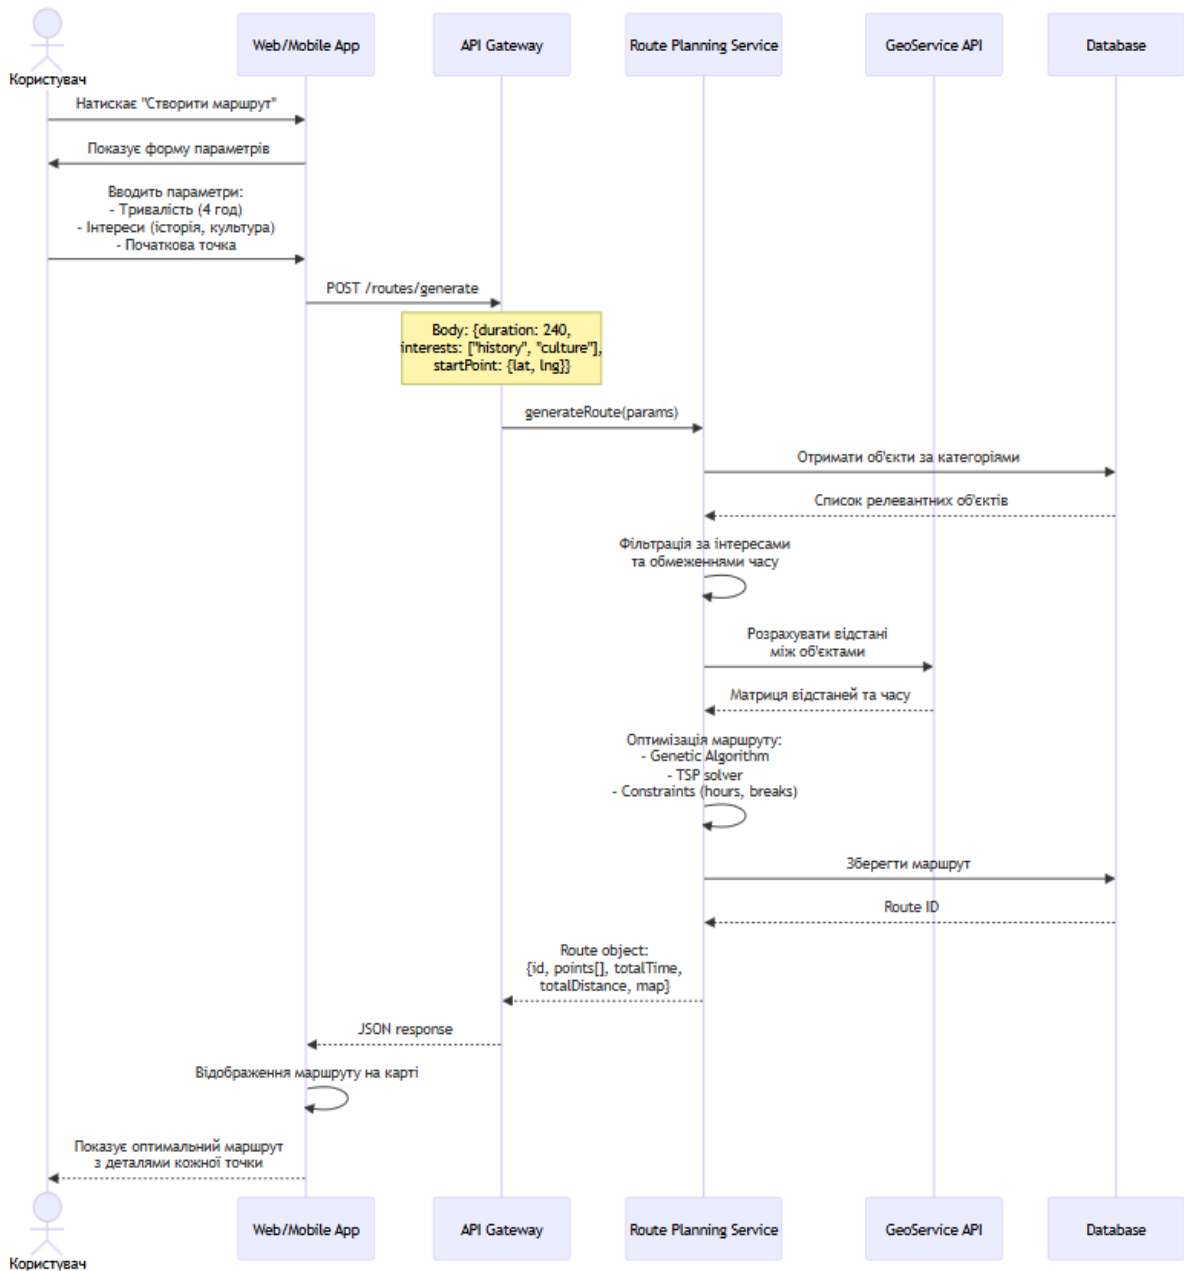 Користувач
Web/Mobile App
API Gateway
Route Planning Service
GeoService API
Database
Натискає "Створити маршрут"
Показує форму параметрів
Вводить параметри:
- Тривалість (4 год)
- Інтереси (історія, культура)
- Початкова точка
POST /routes/generate
Body: {duration: 240,
interests: ["history", "culture"],
startPoint: {lat, lng}}
generateRoute(params)
Отримати об'єкти за категоріями
Список релевантних об'єктів
Фільтрація за інтересами
та обмеженнями часу
Розрахувати відстані
між об'єктами
Матриця відстаней та часу
Оптимізація маршруту:
- Genetic Algorithm
- TSP solver
- Constraints (hours, breaks)
Зберегти маршрут
Route ID
Route object:
{id, points[], totalTime,
totalDistance, map}
JSON response
Відображення маршруту на карті
Показує оптимальний маршрут
з деталями кожної точки
Користувач
Web/Mobile App
API Gateway
Route Planning Service
GeoService API
Database